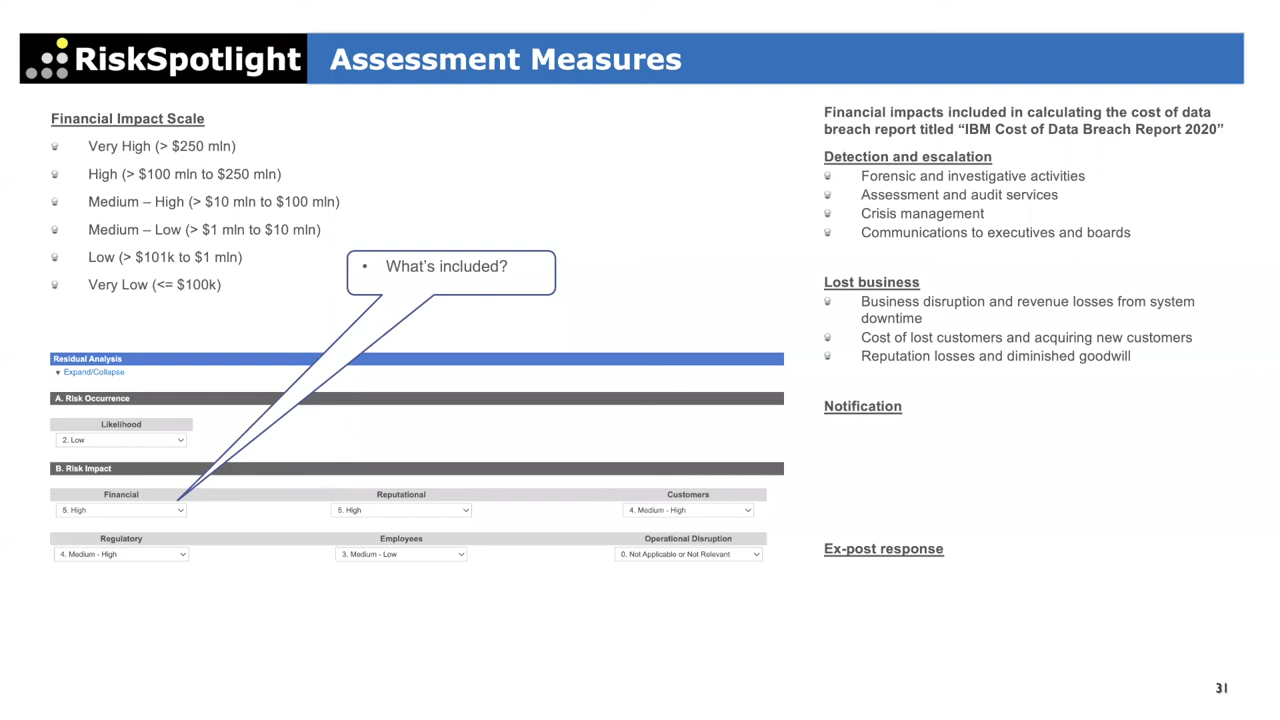 RiskSpotlight
Assessment Measures
Financial Impact Scale
Very High (> $250 mln)
High (> $100 mln to $250 mln)
Medium – High (> $10 mln to $100 mln)
Medium – Low (> $1 mln to $10 mln)
Low (> $101k to $1 mln)
Very Low (<= $100k)
• What's included?
Residual Analysis
▼ Expand/Collapse
A. Risk Occurrence
Likelihood
2. Low
B. Risk Impact
Financial Reputational Customers
5. High 5. High 4. Medium - High
Regulatory Employees Operational Disruption
4. Medium - High 3. Medium - Low 0. Not Applicable or Not Relevant
Financial impacts included in calculating the cost of data
breach report titled “IBM Cost of Data Breach Report 2020”
Detection and escalation
Forensic and investigative activities
Assessment and audit services
Crisis management
Communications to executives and boards
Lost business
Business disruption and revenue losses from system
downtime
Cost of lost customers and acquiring new customers
Reputation losses and diminished goodwill
Notification
Ex-post response
31